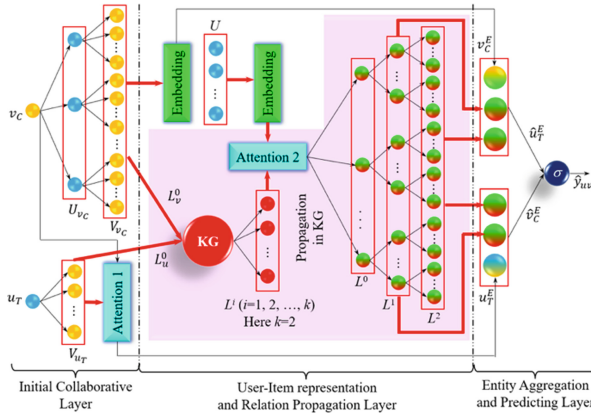 U
v_C^E
Embedding
Embedding
v_C
Attention 2
û_T^E
U_{v_C}
V_{v_C}
L_v^0
σ
ŷ_{uv}
KG
Propagation
in KG
v̂_C^E
L_u^0
u_T
Attention 1
V_{u_T}
L^i (i=1, 2, ..., k)
Here k=2
L^0
L^1
L^2
u_T^E
Initial Collaborative
Layer
User-Item representation
and Relation Propagation Layer
Entity Aggregation
and Predicting Layer